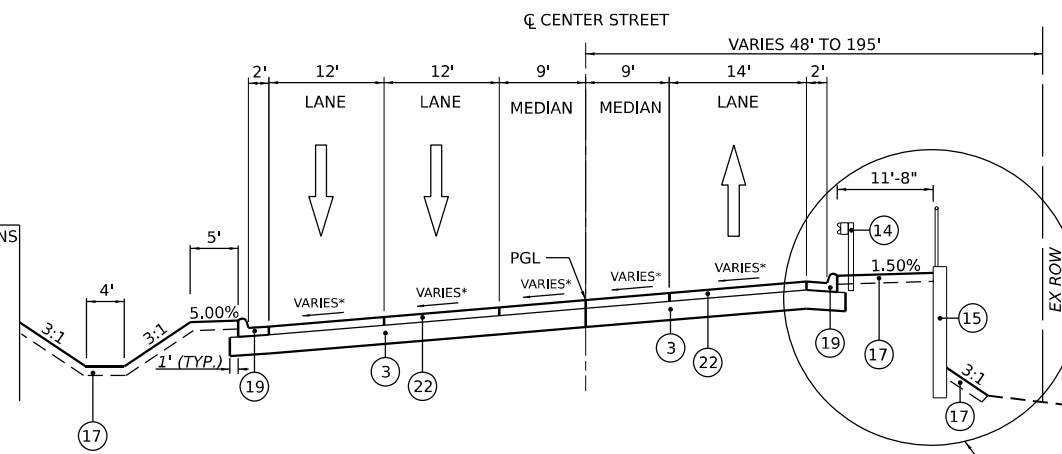 ℄ CENTER STREET
VARIES 48' TO 195'
2' 12' 12' 9' 9' 14' 2'
LANE LANE MEDIAN MEDIAN LANE
11'-8"
NS
5'
14
4'
PGL
1.50%
EX ROW
5.00%
VARIES* VARIES* VARIES* VARIES* VARIES*
3:1 3:1
15
1' (TYP.)
19 3 22 3 22 19 17
3:1
17
17